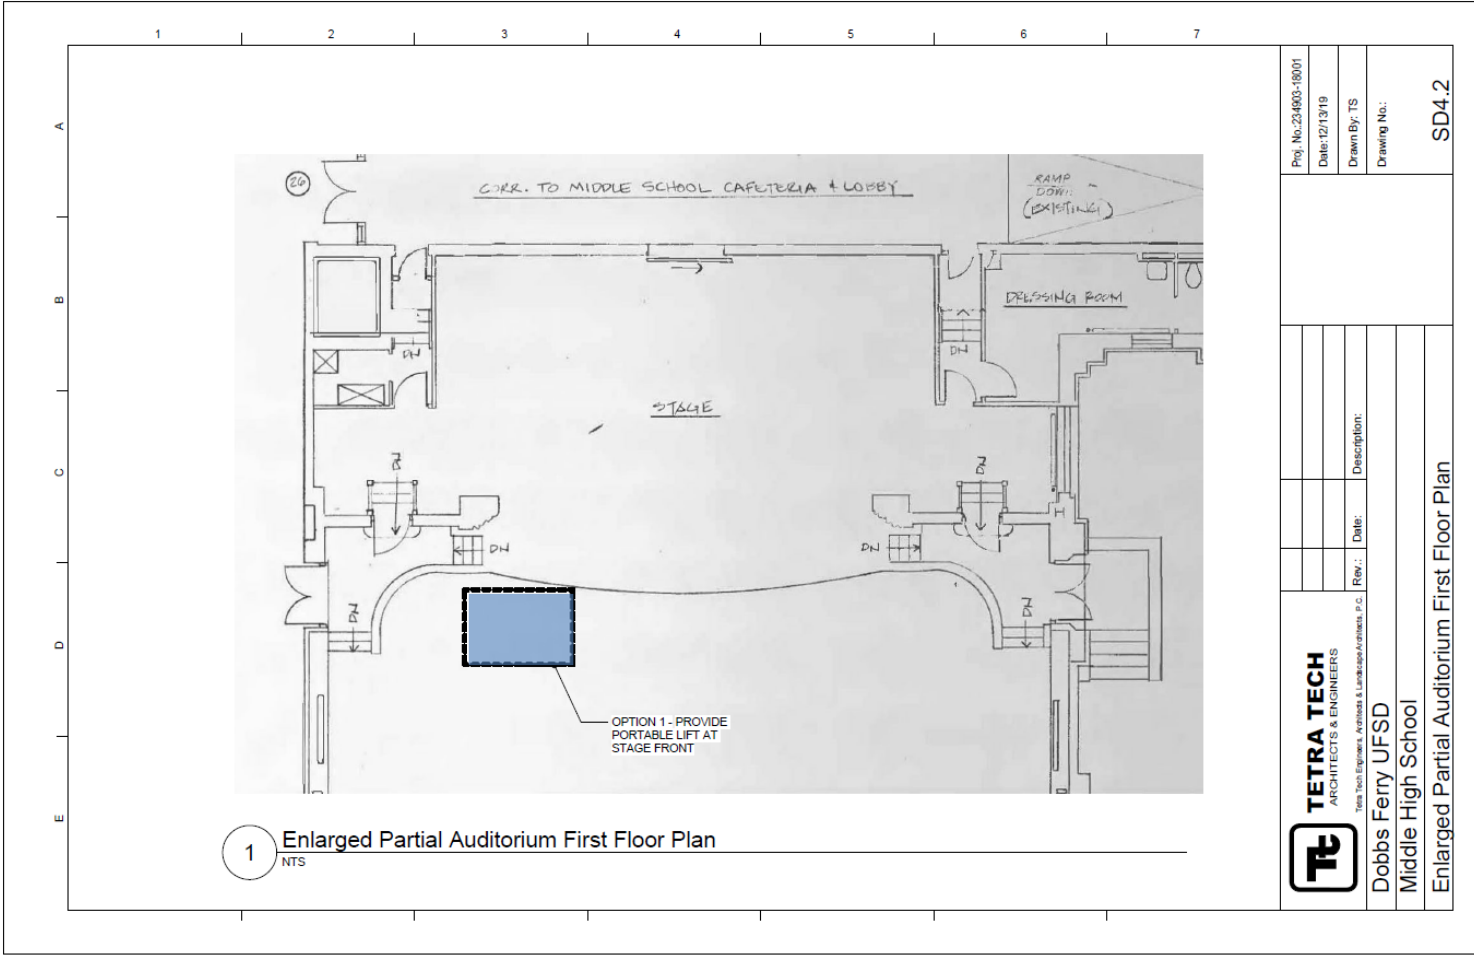 1 2 3 4 5 6 7
A
B
C
D
E
26
CORR. TO MIDDLE SCHOOL CAFETERIA & LOBBY
RAMP
DOWN
(EXISTING)
DRESSING ROOM
DN
DN
STAGE
DN
DN
DN
DN
DN
DN
OPTION 1 - PROVIDE
PORTABLE LIFT AT
STAGE FRONT
1
Enlarged Partial Auditorium First Floor Plan
NTS
Proj. No.:234903-18001
Date:12/13/19
Drawn By: TS
Drawing No.:
SD4.2
Rev.: Date: Description:
TETRA TECH
ARCHITECTS & ENGINEERS
Tetra Tech Engineers, Architects & Landscape Architects, P.C.
Tt
Dobbs Ferry UFSD
Middle High School
Enlarged Partial Auditorium First Floor Plan